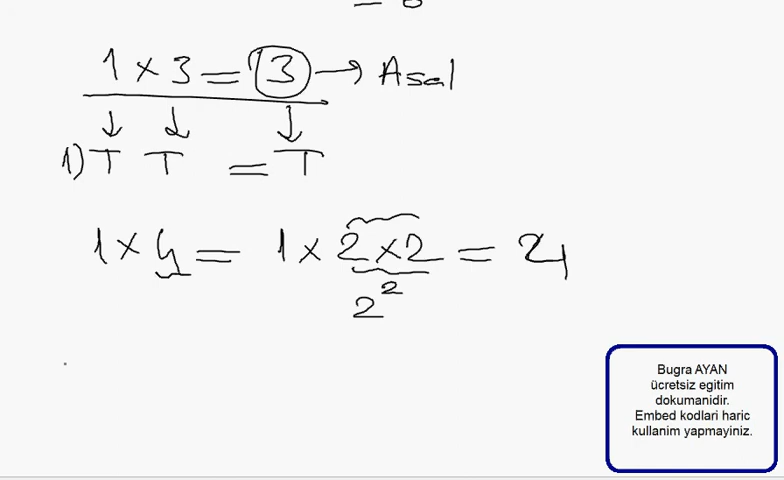 1 × 3 = 3 → Asal
↓ ↓ ↓
1) T T = T
1 × 4 = 1 × 2 × 2 = 4
2²
Bugra AYAN
ücretsiz egitim
dokumanidir.
Embed kodlari haric
kullanim yapmayiniz.